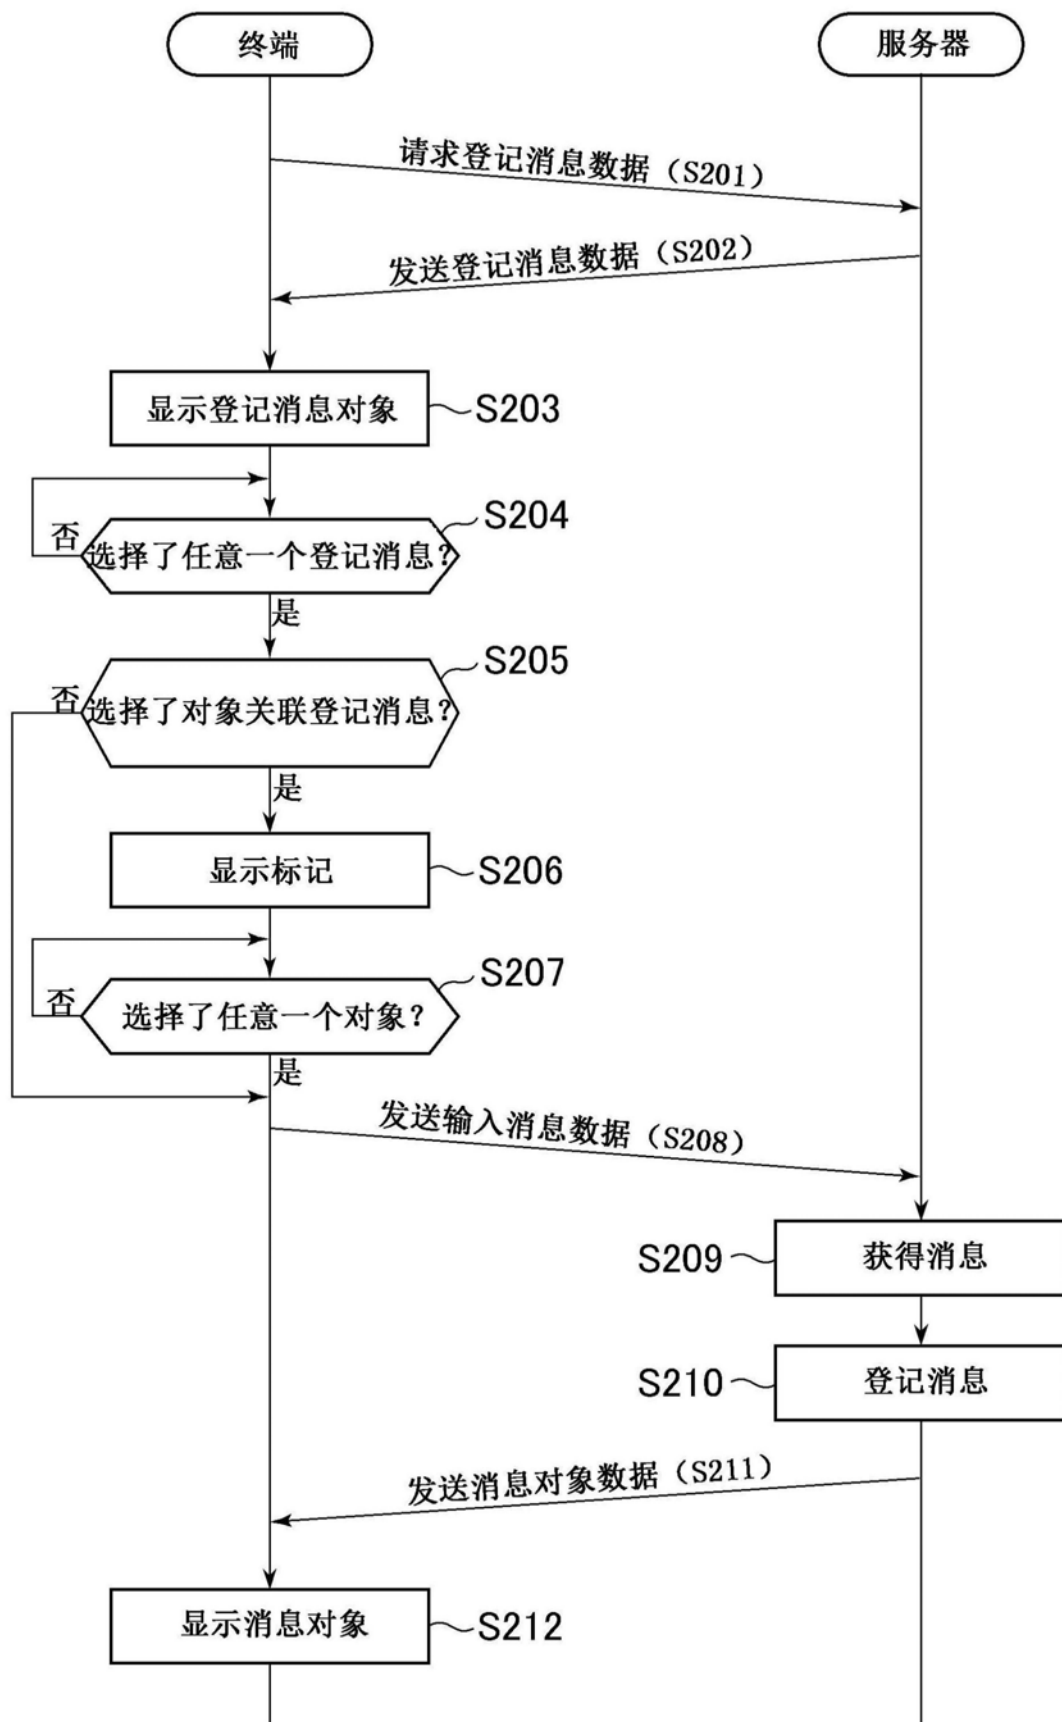 终端
服务器
请求登记消息数据（S201）
发送登记消息数据（S202）
显示登记消息对象
S203
S204
否
选择了任意一个登记消息？
是
S205
否
选择了对象关联登记消息？
是
显示标记
S206
S207
否
选择了任意一个对象？
是
发送输入消息数据（S208）
S209
获得消息
S210
登记消息
发送消息对象数据（S211）
显示消息对象
S212